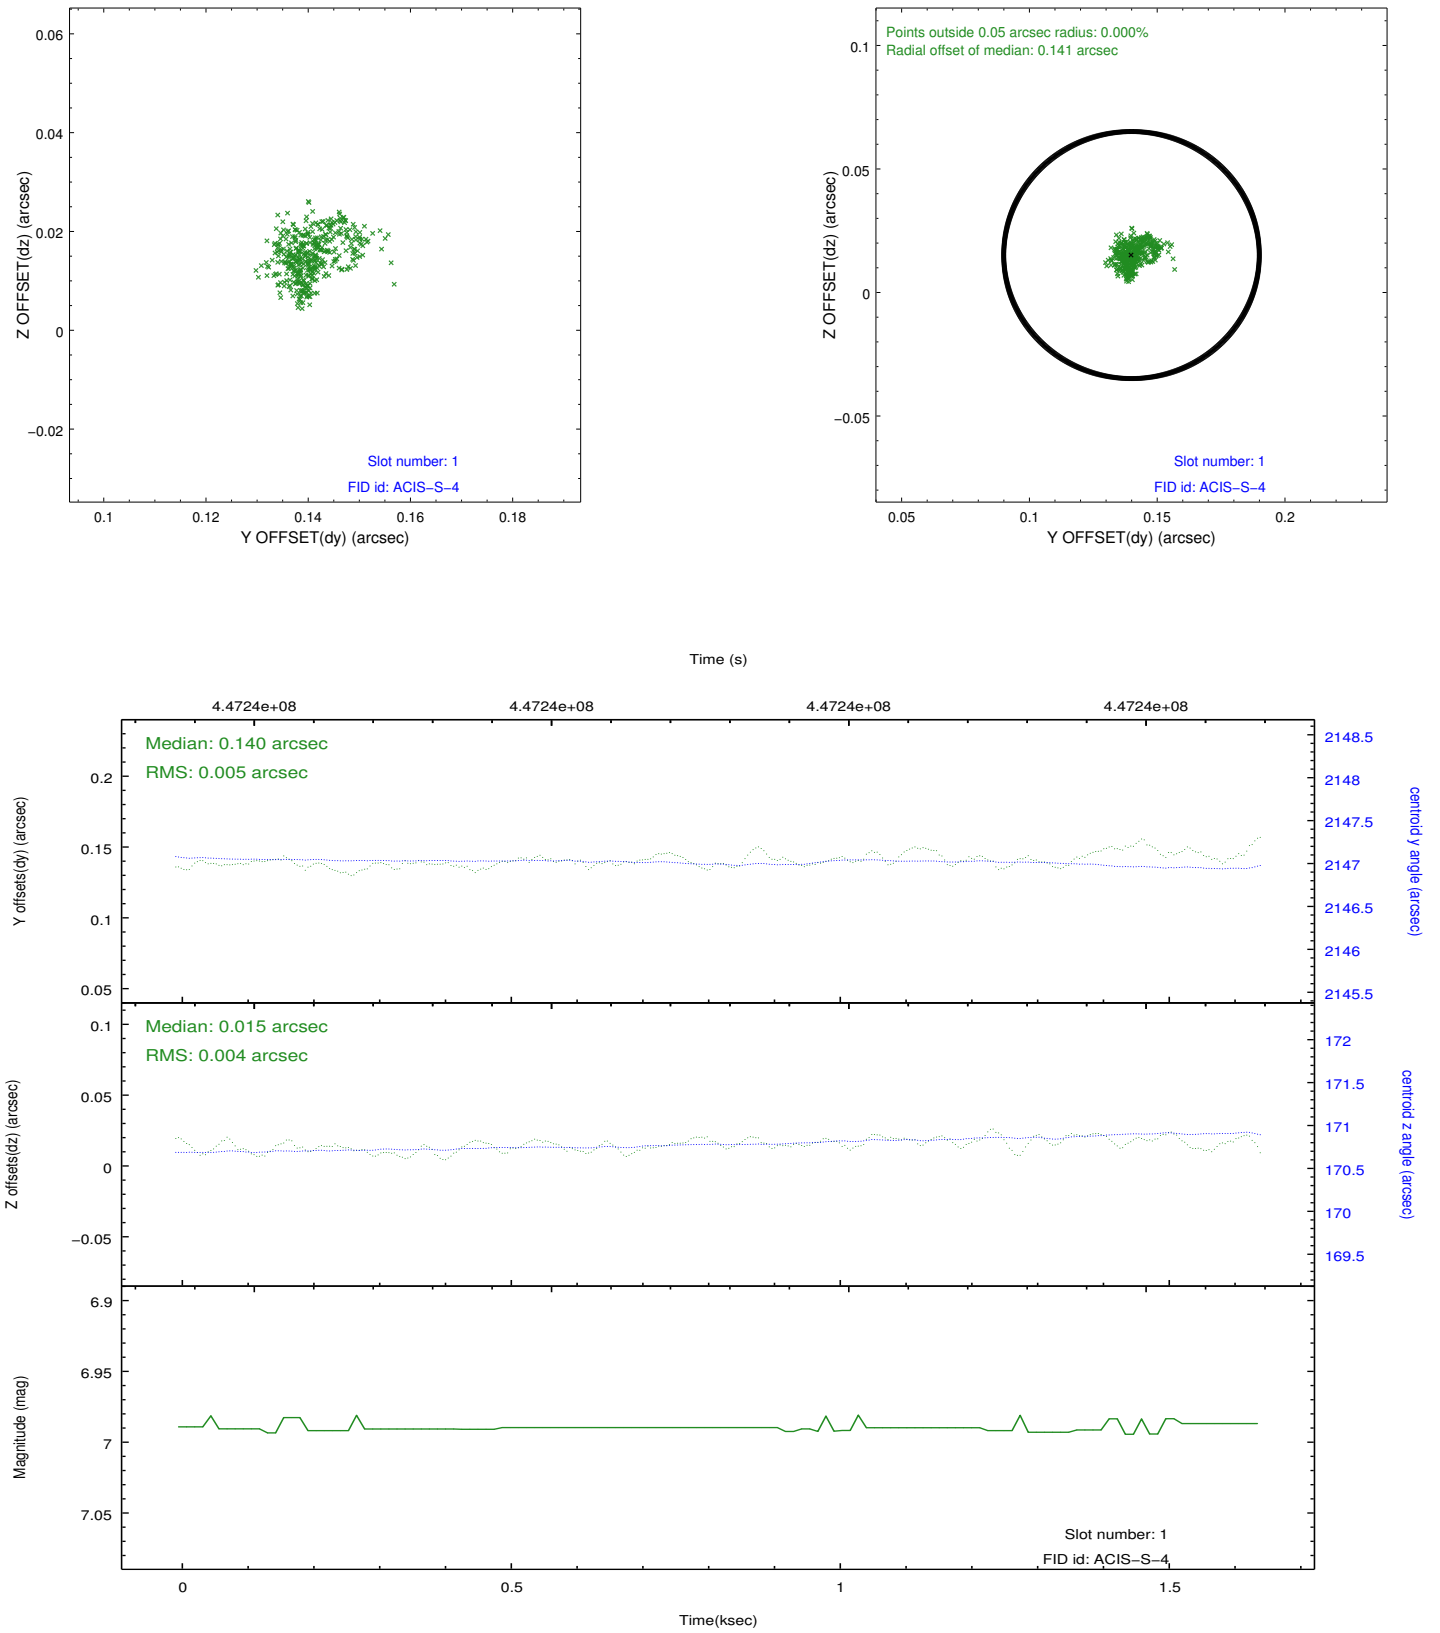 0.06
0.04
0.02
0
−0.02
Z OFFSET(dz) (arcsec)
Slot number: 1
FID id: ACIS−S−4
0.1
0.12
0.14
0.16
0.18
Y OFFSET(dy) (arcsec)
Points outside 0.05 arcsec radius: 0.000%
Radial offset of median: 0.141 arcsec
0.1
0.05
0
−0.05
Z OFFSET(dz) (arcsec)
Slot number: 1
FID id: ACIS−S−4
0.05
0.1
0.15
0.2
Y OFFSET(dy) (arcsec)
Time (s)
4.4724e+08
4.4724e+08
4.4724e+08
4.4724e+08
Median: 0.140 arcsec
RMS: 0.005 arcsec
0.2
0.15
0.1
0.05
Y offsets(dy) (arcsec)
2148.5
2148
2147.5
2147
2146.5
2146
2145.5
centroid y angle (arcsec)
Median: 0.015 arcsec
RMS: 0.004 arcsec
0.1
0.05
0
−0.05
Z offsets(dz) (arcsec)
172
171.5
171
170.5
170
169.5
centroid z angle (arcsec)
6.9
6.95
7
7.05
Magnitude (mag)
Slot number: 1
FID id: ACIS−S−4
0
0.5
1
1.5
Time(ksec)